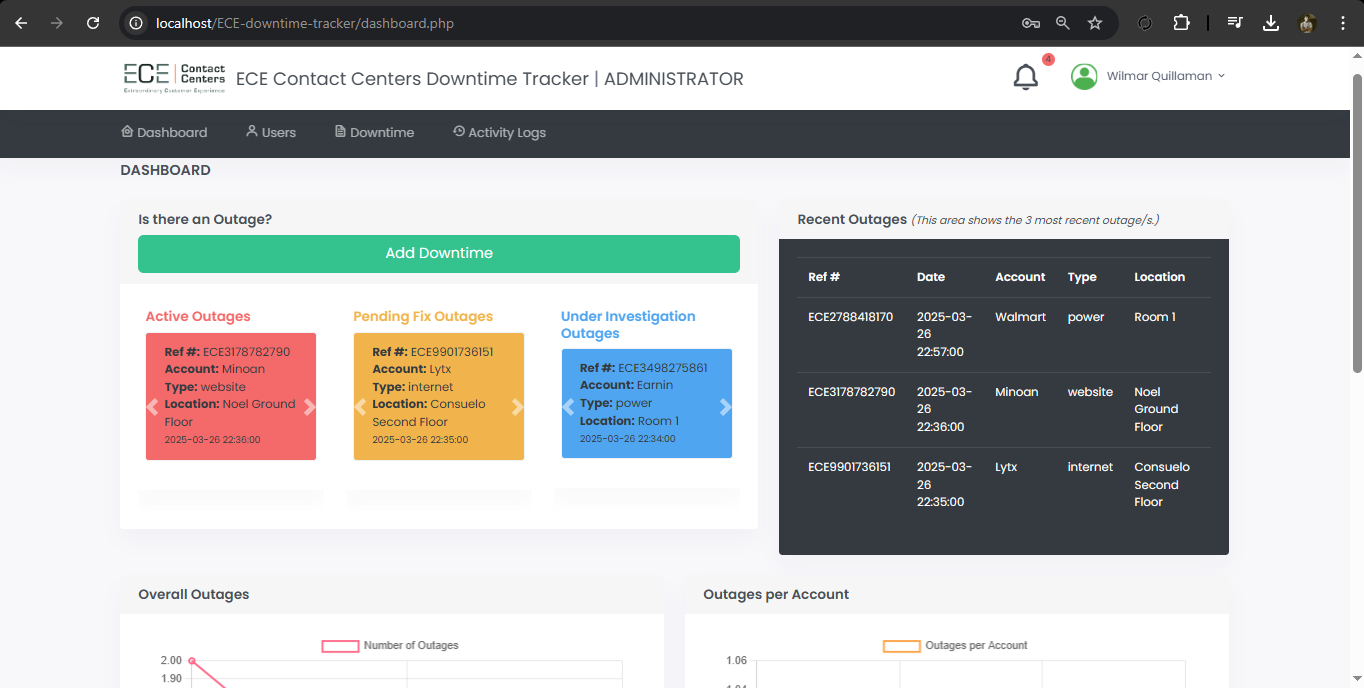 localhost/ECE-downtime-tracker/dashboard.php
ECE Contact Centers
Extraordinary Customer Experience
ECE Contact Centers Downtime Tracker | ADMINISTRATOR
4
Wilmar Quillaman
Dashboard Users Downtime Activity Logs
DASHBOARD
Is there an Outage?
Add Downtime
Active Outages
Ref #: ECE3178782790
Account: Minoan
Type: website
Location: Noel Ground
Floor
2025-03-26 22:36:00
Pending Fix Outages
Ref #: ECE9901736151
Account: Lytx
Type: internet
Location: Consuelo
Second Floor
2025-03-26 22:35:00
Under Investigation
Outages
Ref #: ECE3498275861
Account: Earnin
Type: power
Location: Room 1
2025-03-26 22:34:00
Recent Outages (This area shows the 3 most recent outage/s.)
Ref # Date Account Type Location
ECE2788418170 2025-03- Walmart power Room 1
26
22:57:00
ECE3178782790 2025-03- Minoan website Noel
26 Ground
22:36:00 Floor
ECE9901736151 2025-03- Lytx internet Consuelo
26 Second
22:35:00 Floor
Overall Outages
Number of Outages
2.00
1.90
Outages per Account
Outages per Account
1.06
1.04